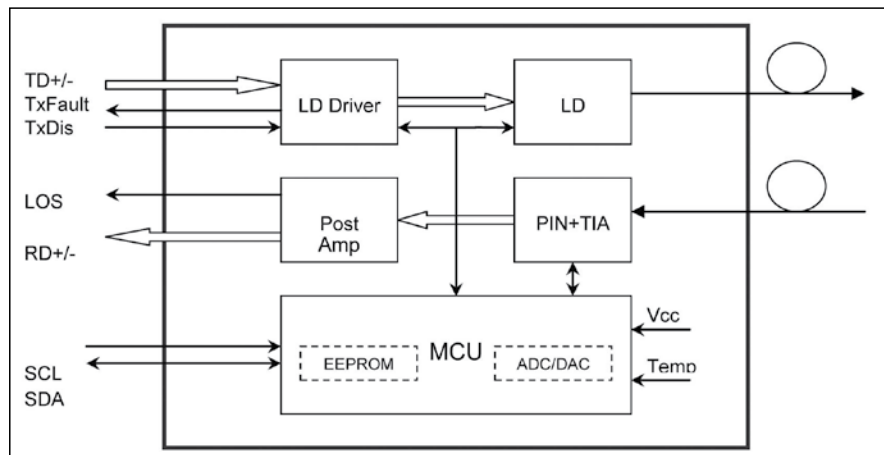 TD+/-
TxFault
TxDis
LD Driver
LD
LOS
RD+/-
Post
Amp
PIN+TIA
MCU
EEPROM
ADC/DAC
Vcc
Temp
SCL
SDA